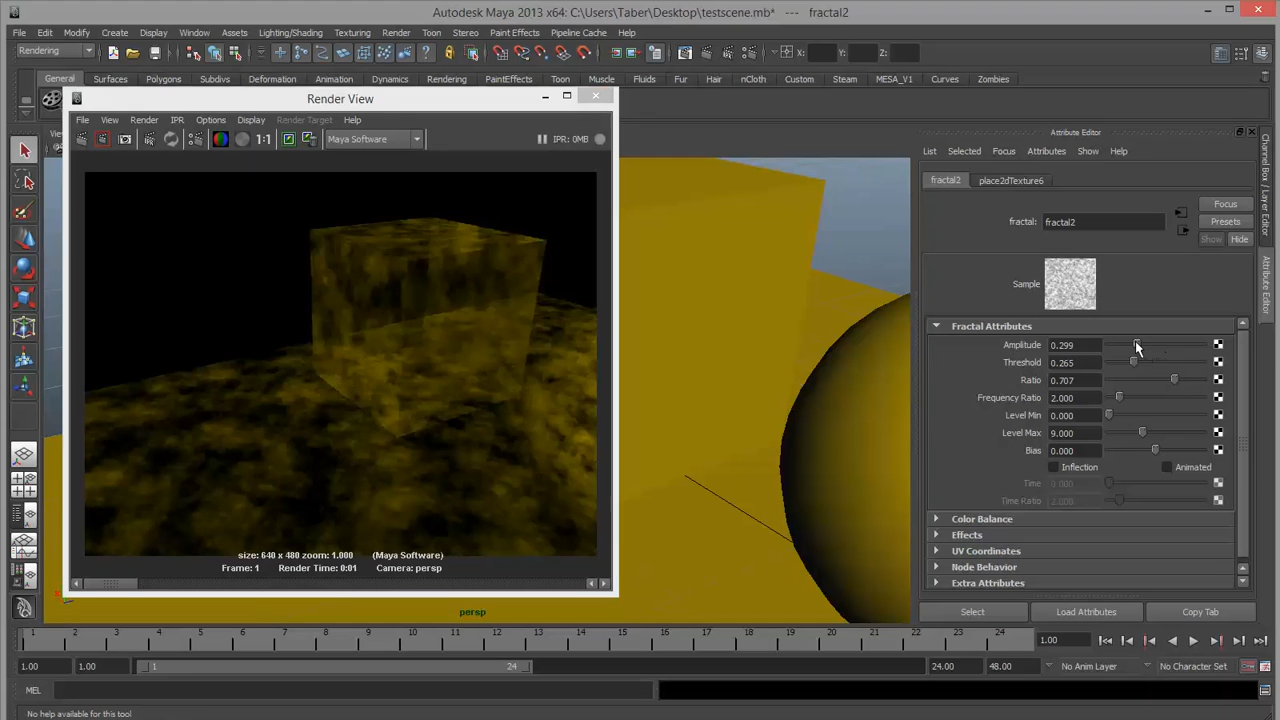 Autodesk Maya 2013 x64: C:\Users\Taber\Desktop\testscene.mb* --- fractal2
File Edit Modify Create Display Window Assets Lighting/Shading Texturing Render Toon Stereo Paint Effects Pipeline Cache Help
Rendering X: Y: Z:
General Surfaces Polygons Subdivs Deformation Animation Dynamics Rendering PaintEffects Toon Muscle Fluids Fur Hair nCloth Custom Steam MESA_V1 Curves Zombies
Render View
File View Render IPR Options Display Render Target Help
1:1 Maya Software IPR: 0MB
size: 640 x 480 zoom: 1.000 (Maya Software)
Frame: 1 Render Time: 0:01 Camera: persp
persp
Attribute Editor
List Selected Focus Attributes Show Help
fractal2 place2dTexture6
Focus
fractal: fractal2 Presets
Show Hide
Sample
Fractal Attributes
Amplitude 0.299
Threshold 0.265
Ratio 0.707
Frequency Ratio 2.000
Level Min 0.000
Level Max 9.000
Bias 0.000
Inflection Animated
Time 0.000
Time Ratio 2.000
Color Balance
Effects
UV Coordinates
Node Behavior
Extra Attributes
Select Load Attributes Copy Tab
Channel Box / Layer Editor
Attribute Editor
1 2 3 4 5 6 7 8 9 10 11 12 13 14 15 16 17 18 19 20 21 22 23 24 1.00
1.00 1.00 1 24 24.00 48.00 No Anim Layer No Character Set
MEL
No help available for this tool